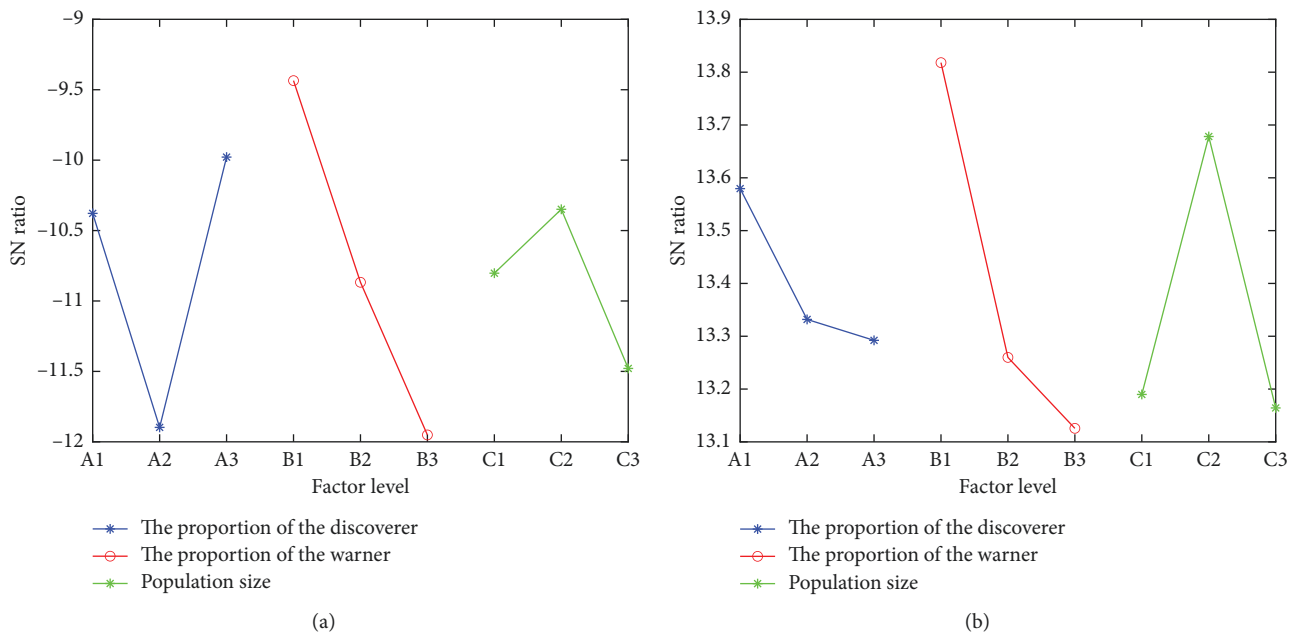 −9
−9.5
−10
−10.5
−11
−11.5
−12
SN ratio
A1 A2 A3 B1 B2 B3 C1 C2 C3
Factor level
The proportion of the discoverer
The proportion of the warner
Population size
(a)
13.9
13.8
13.7
13.6
13.5
13.4
13.3
13.2
13.1
SN ratio
A1 A2 A3 B1 B2 B3 C1 C2 C3
Factor level
The proportion of the discoverer
The proportion of the warner
Population size
(b)